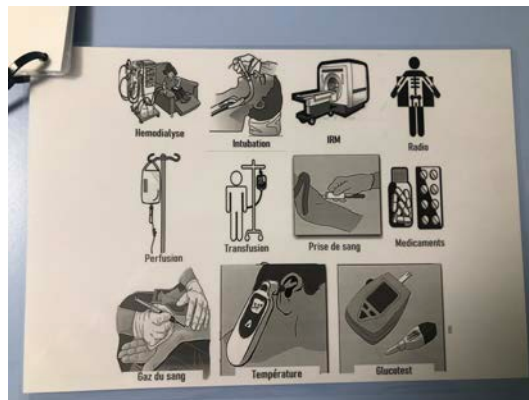 Hemodialyse
Intubation
IRM
Radio
Perfusion
Transfusion
Prise de sang
Medicaments
Gaz du sang
Température
Glucotest